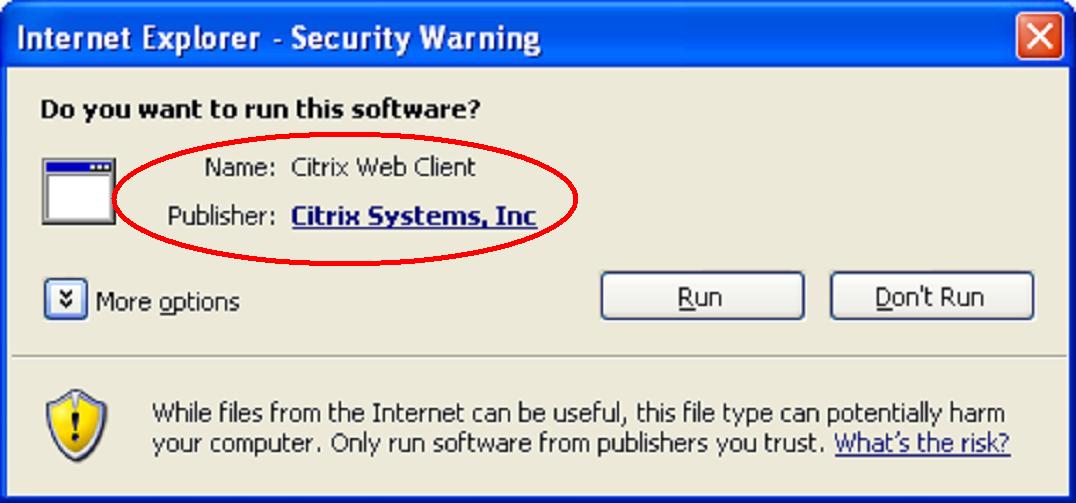 Internet Explorer - Security Warning
Do you want to run this software?
Name: Citrix Web Client
Publisher: Citrix Systems, Inc
More options
Run
Don't Run
While files from the Internet can be useful, this file type can potentially harm
your computer. Only run software from publishers you trust. What's the risk?